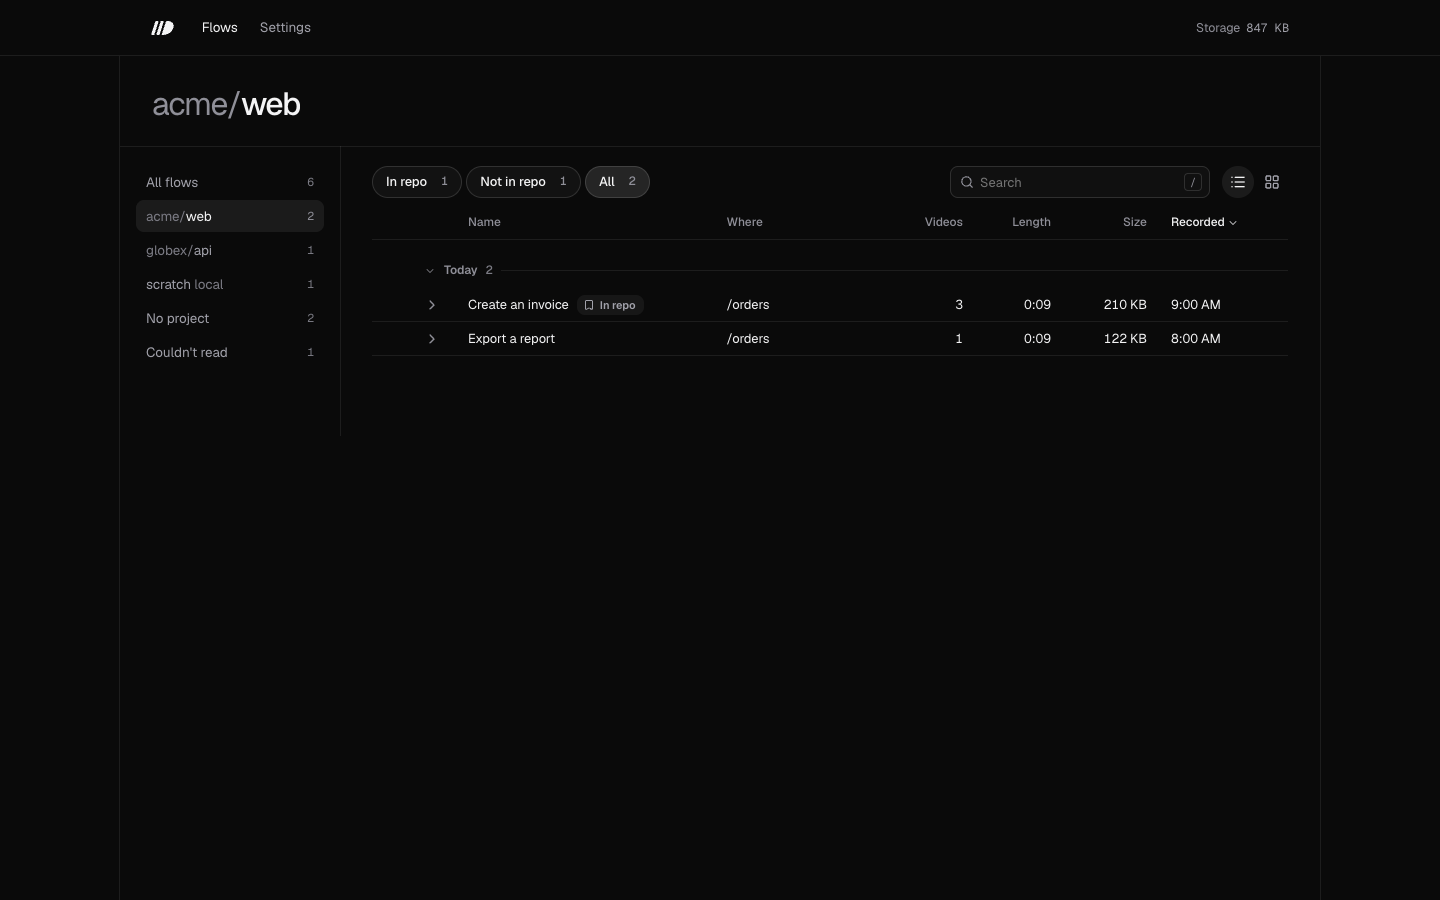 Flows Settings Storage 847 KB
acme/web
All flows 6
acme/web 2
globex/api 1
scratch local 1
No project 2
Couldn't read 1
In repo 1 Not in repo 1 All 2 Search /
Name Where Videos Length Size Recorded
Today 2
Create an invoice In repo /orders 3 0:09 210 KB 9:00 AM
Export a report /orders 1 0:09 122 KB 8:00 AM